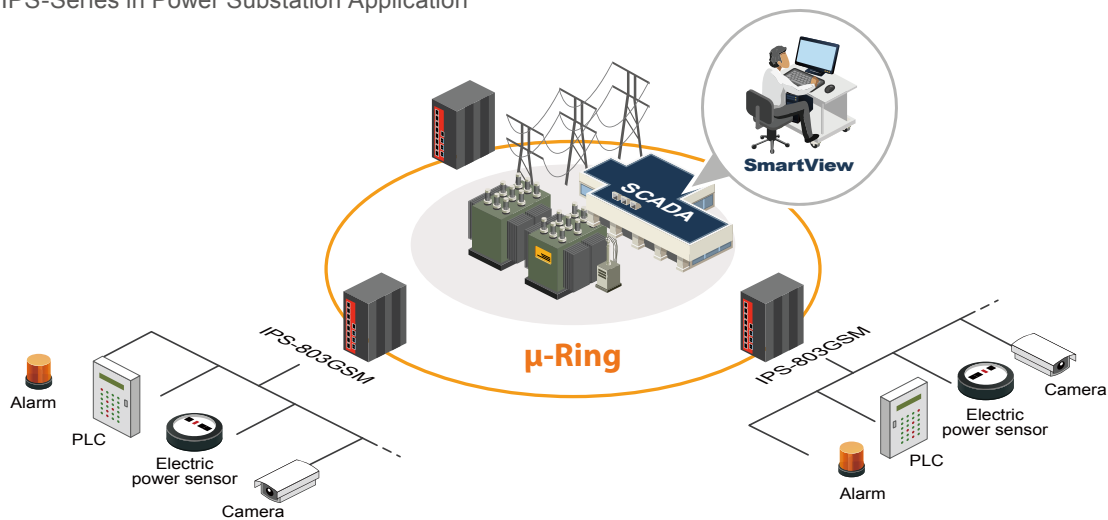 IPS-Series in Power Substation Application
SmartView
SCADA
μ-Ring
IPS-803GSM
Alarm
PLC
Electric
power sensor
Camera
IPS-803GSM
Camera
Electric
power sensor
PLC
Alarm